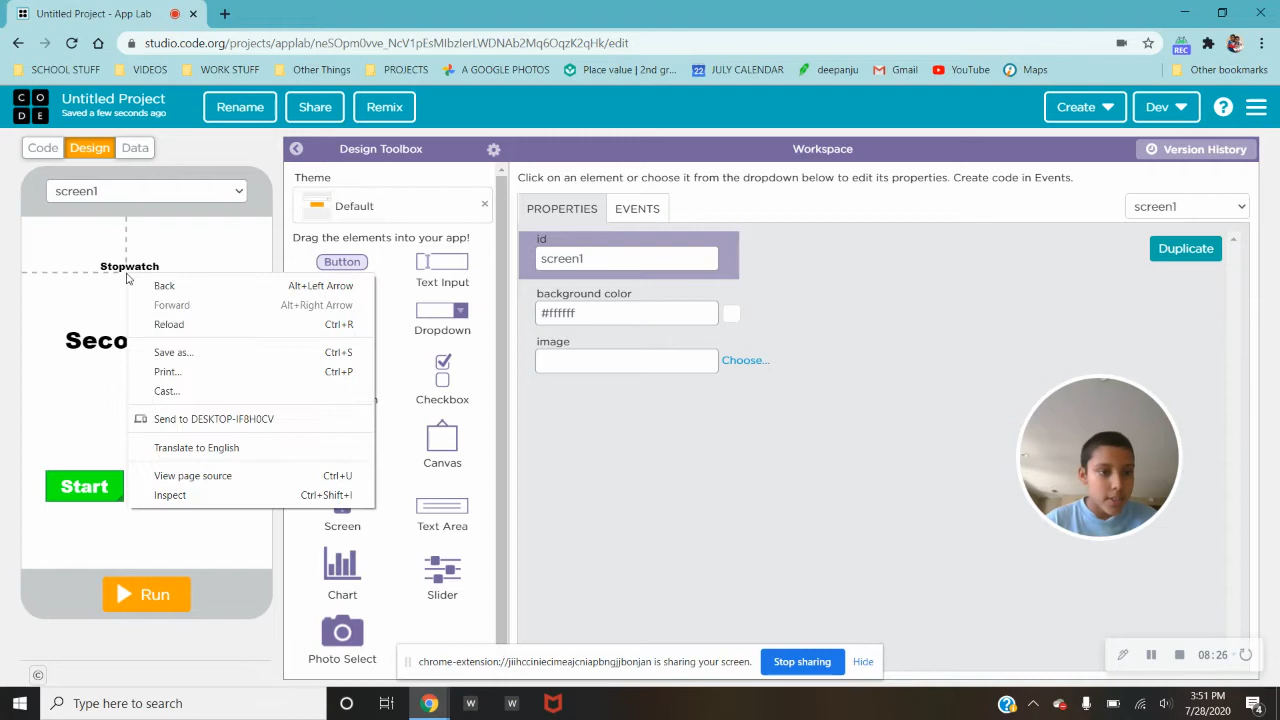 Untitled Project - App Lab
studio.code.org/projects/applab/neSOpm0vve_NcV1pEsMIbzIerLWDNAb2Mq6OqzK2qHk/edit
REC
SCHOOL STUFF VIDEOS WORK STUFF Other Things PROJECTS A GOOGLE PHOTOS Place value | 2nd gr... 22 JULY CALENDAR deepanju Gmail YouTube Maps Other bookmarks
C O D E
Untitled Project
Saved a few seconds ago
Rename Share Remix Create Dev ?
Code Design Data
Design Toolbox
Workspace
Version History
screen1
Theme
Default
Drag the elements into your app!
Button
Text Input
Dropdown
Checkbox
Canvas
Screen
Text Area
Chart
Slider
Photo Select
Click on an element or choose it from the dropdown below to edit its properties. Create code in Events.
PROPERTIES EVENTS
screen1
id
screen1
Duplicate
background color
#ffffff
image
Choose...
Stopwatch
Seco
Start
Run
Back Alt+Left Arrow
Forward Alt+Right Arrow
Reload Ctrl+R
Save as... Ctrl+S
Print... Ctrl+P
Cast...
Send to DESKTOP-IF8H0CV
Translate to English
View page source Ctrl+U
Inspect Ctrl+Shift+I
chrome-extension://jiihcciniecimeajcniapbngjjbonjan is sharing your screen.
Stop sharing
Hide
08:26
©
Type here to search
W W
3:51 PM
7/28/2020
4